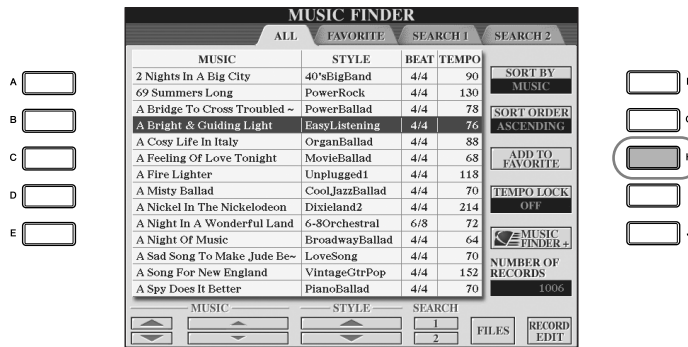 MUSIC FINDER
ALL FAVORITE SEARCH 1 SEARCH 2
MUSIC STYLE BEAT TEMPO
2 Nights In A Big City 40'sBigBand 4/4 90
69 Summers Long PowerRock 4/4 130
A Bridge To Cross Troubled ~ PowerBallad 4/4 78
A Bright & Guiding Light EasyListening 4/4 76
A Cosy Life In Italy OrganBallad 4/4 88
A Feeling Of Love Tonight MovieBallad 4/4 68
A Fire Lighter Unplugged1 4/4 118
A Misty Ballad CoolJazzBallad 4/4 70
A Nickel In The Nickelodeon Dixieland2 4/4 214
A Night In A Wonderful Land 6-8Orchestral 6/8 72
A Night Of Music BroadwayBallad 4/4 64
A Sad Song To Make Jude Be~ LoveSong 4/4 70
A Song For New England VintageGtrPop 4/4 152
A Spy Does It Better PianoBallad 4/4 70
SORT BY
MUSIC
SORT ORDER
ASCENDING
ADD TO
FAVORITE
TEMPO LOCK
OFF
MUSIC
FINDER +
NUMBER OF
RECORDS
1006
MUSIC STYLE SEARCH
1
2
FILES
RECORD
EDIT
A
B
C
D
E